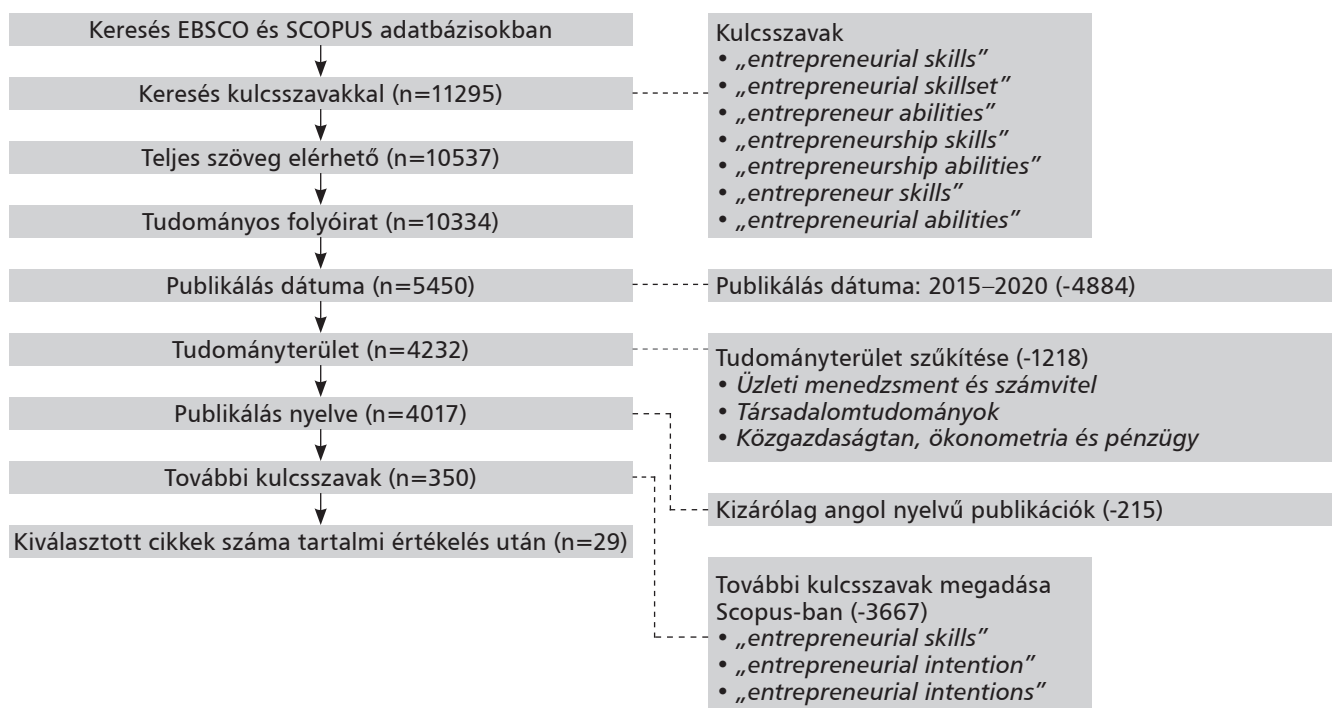 Keresés EBSCO és SCOPUS adatbázisokban
Keresés kulcsszavakkal (n=11295)
Teljes szöveg elérhető (n=10537)
Tudományos folyóirat (n=10334)
Publikálás dátuma (n=5450)
Tudományterület (n=4232)
Publikálás nyelve (n=4017)
További kulcsszavak (n=350)
Kiválasztott cikkek száma tartalmi értékelés után (n=29)
Kulcsszavak
• „entrepreneurial skills”
• „entrepreneurial skillset”
• „entrepreneur abilities”
• „entrepreneurship skills”
• „entrepreneurship abilities”
• „entrepreneur skills”
• „entrepreneurial abilities”
Publikálás dátuma: 2015–2020 (-4884)
Tudományterület szűkítése (-1218)
• Üzleti menedzsment és számvitel
• Társadalomtudományok
• Közgazdaságtan, ökonometria és pénzügy
Kizárólag angol nyelvű publikációk (-215)
További kulcsszavak megadása
Scopus-ban (-3667)
• „entrepreneurial skills”
• „entrepreneurial intention”
• „entrepreneurial intentions”